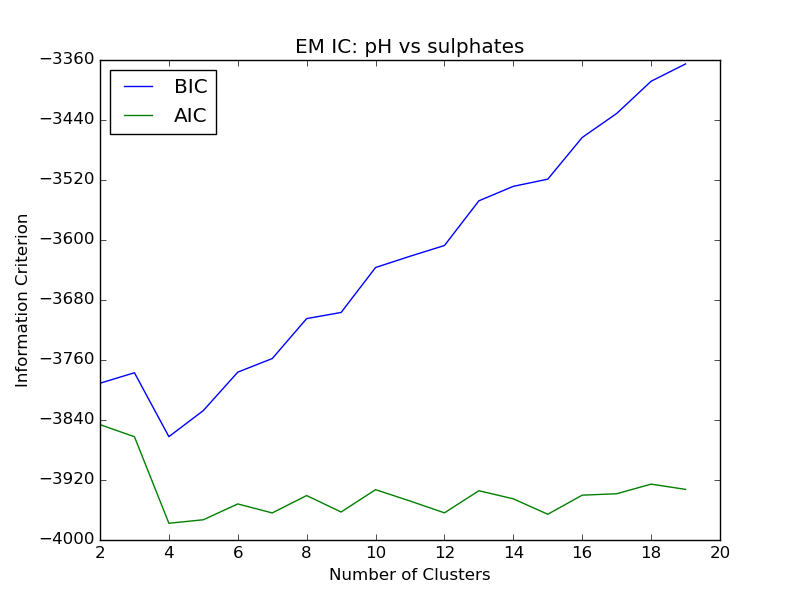 EM IC: pH vs sulphates
BIC
AIC
−3360
−3440
−3520
−3600
−3680
−3760
−3840
−3920
−4000
Information Criterion
2 4 6 8 10 12 14 16 18 20
Number of Clusters